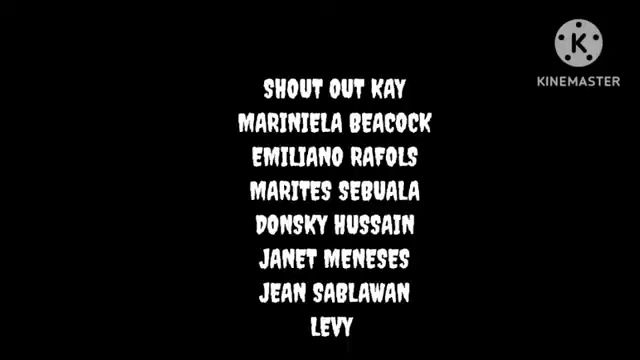 SHOUT OUT KAY
MARINIELA BEACOCK
EMILIANO RAFOLS
MARITES SEBUALA
DONSKY HUSSAIN
JANET MENESES
JEAN SABLAWAN
LEVY
K
KINEMASTER